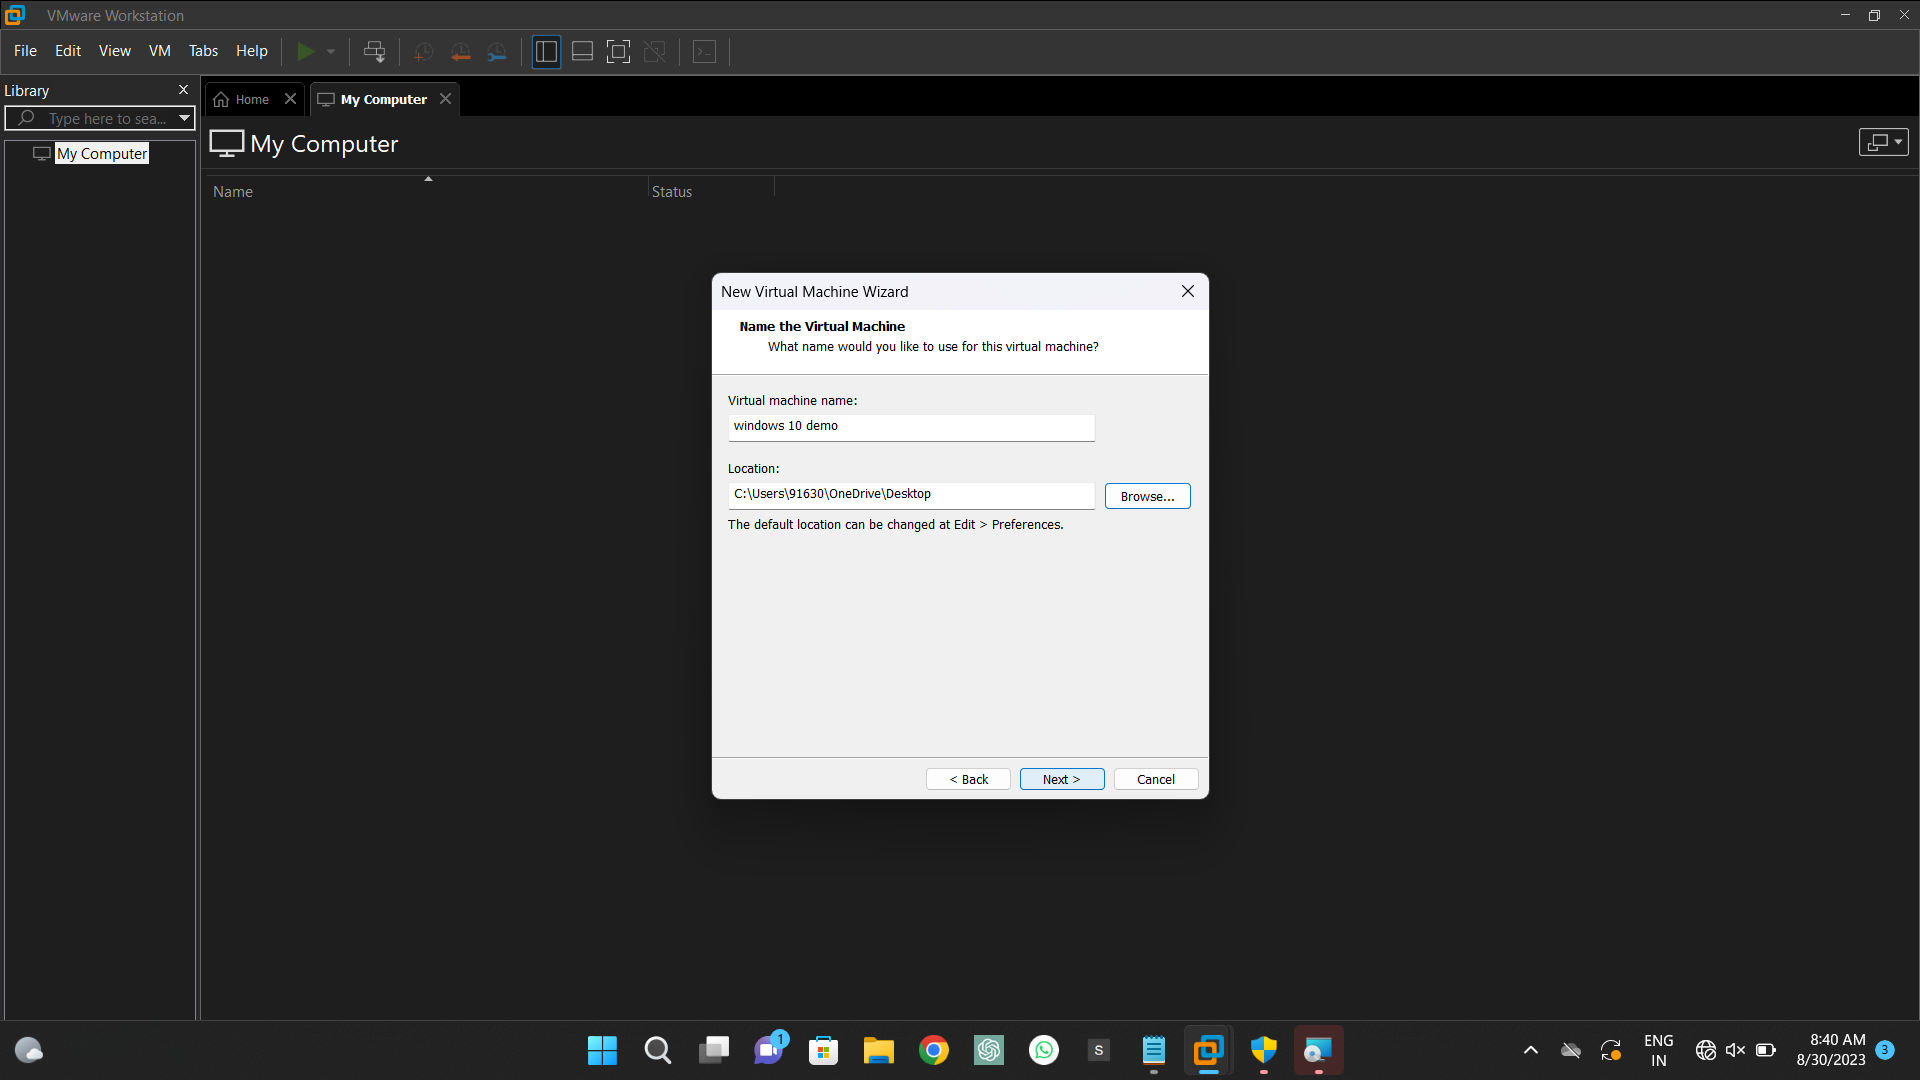 VMware Workstation
File Edit View VM Tabs Help
Library
Type here to sea...
My Computer
Home
My Computer
My Computer
Name Status
New Virtual Machine Wizard
Name the Virtual Machine
What name would you like to use for this virtual machine?
Virtual machine name:
windows 10 demo
Location:
C:\Users\91630\OneDrive\Desktop
Browse...
The default location can be changed at Edit > Preferences.
< Back Next > Cancel
1
S
ENG
IN
8:40 AM
8/30/2023
3